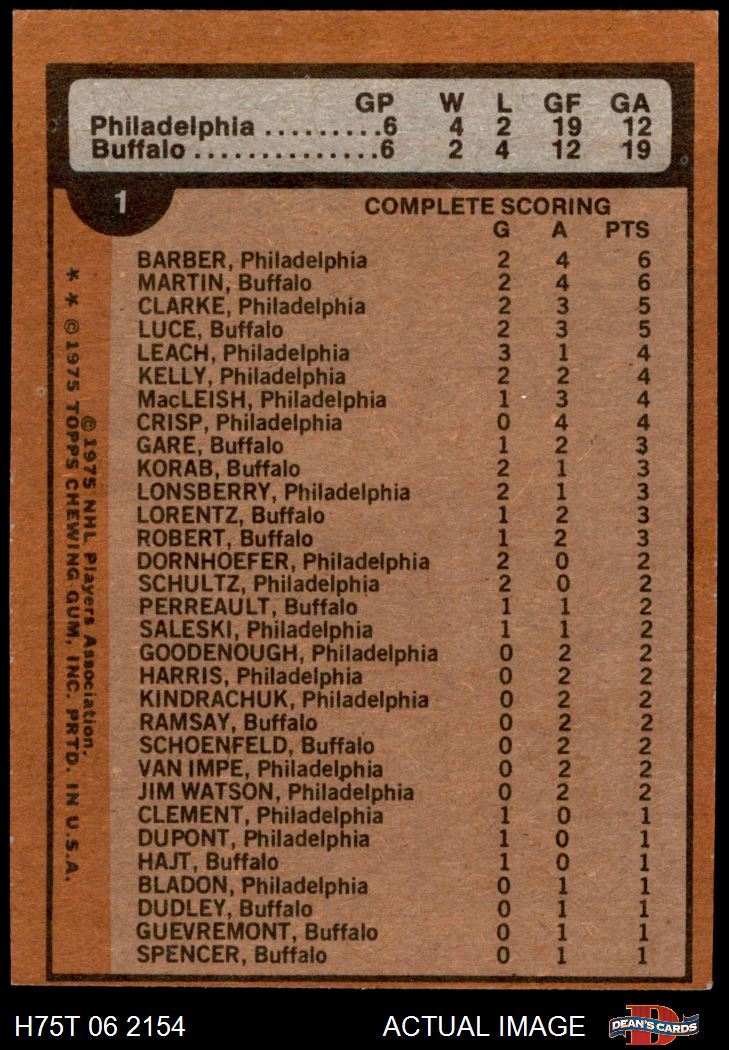 GP W L GF GA
Philadelphia .........6 4 2 19 12
Buffalo ..............6 2 4 12 19
1
COMPLETE SCORING
G A PTS
BARBER, Philadelphia 2 4 6
MARTIN, Buffalo 2 4 6
CLARKE, Philadelphia 2 3 5
LUCE, Buffalo 2 3 5
LEACH, Philadelphia 3 1 4
KELLY, Philadelphia 2 2 4
MacLEISH, Philadelphia 1 3 4
CRISP, Philadelphia 0 4 4
GARE, Buffalo 1 2 3
KORAB, Buffalo 2 1 3
LONSBERRY, Philadelphia 2 1 3
LORENTZ, Buffalo 1 2 3
ROBERT, Buffalo 1 2 3
DORNHOEFER, Philadelphia 2 0 2
SCHULTZ, Philadelphia 2 0 2
PERREAULT, Buffalo 1 1 2
SALESKI, Philadelphia 1 1 2
GOODENOUGH, Philadelphia 0 2 2
HARRIS, Philadelphia 0 2 2
KINDRACHUK, Philadelphia 0 2 2
RAMSAY, Buffalo 0 2 2
SCHOENFELD, Buffalo 0 2 2
VAN IMPE, Philadelphia 0 2 2
JIM WATSON, Philadelphia 0 2 2
CLEMENT, Philadelphia 1 0 1
DUPONT, Philadelphia 1 0 1
HAJT, Buffalo 1 0 1
BLADON, Philadelphia 0 1 1
DUDLEY, Buffalo 0 1 1
GUEVREMONT, Buffalo 0 1 1
SPENCER, Buffalo 0 1 1
© 1975 NHL Players Association.
* * © 1975 TOPPS CHEWING GUM, INC. PRTD. IN U.S.A.
H75T 06 2154 ACTUAL IMAGE
D
DEAN'S CARDS